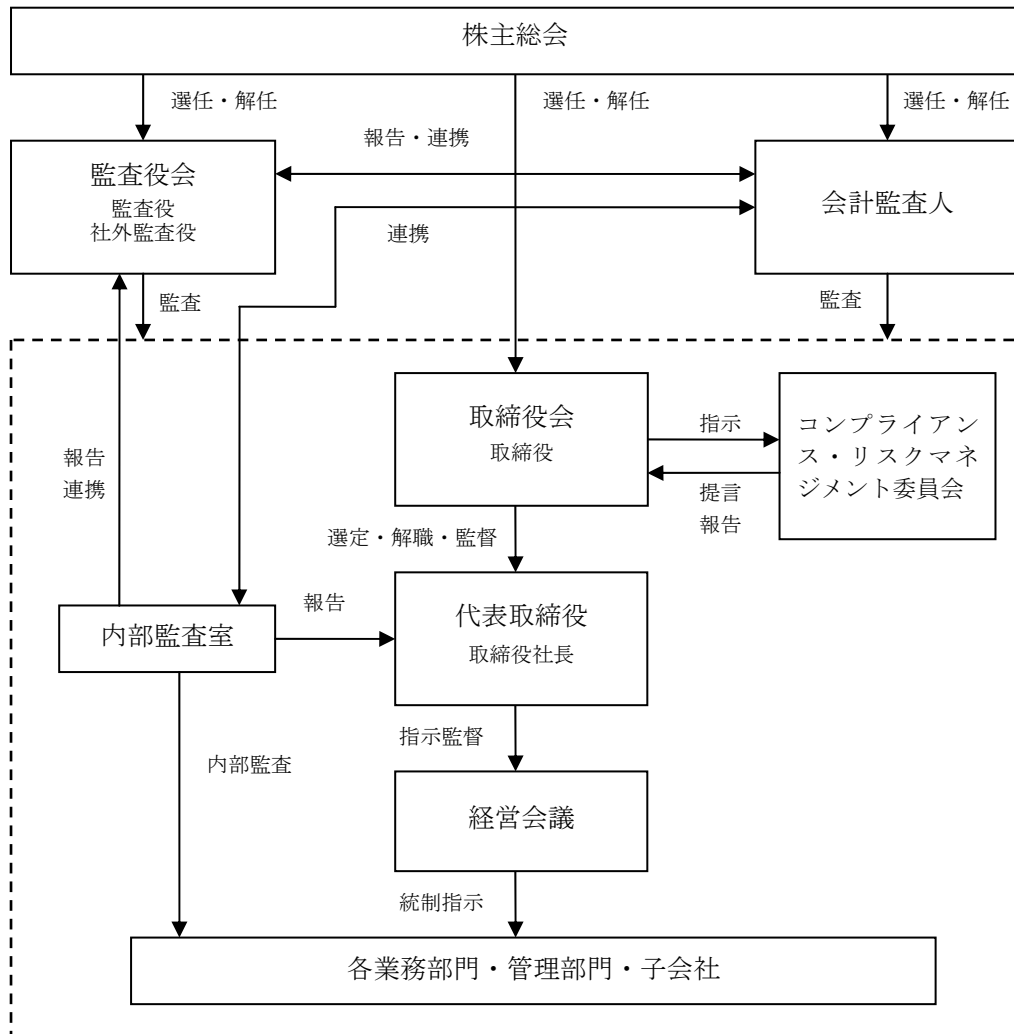 株主総会
選任・解任
選任・解任
選任・解任
報告・連携
監査役会
監査役
社外監査役
会計監査人
連携
監査
監査
取締役会
取締役
指示
コンプライアン
ス・リスクマネ
ジメント委員会
提言
報告
報告
連携
選定・解職・監督
代表取締役
取締役社長
報告
内部監査室
指示監督
内部監査
経営会議
統制指示
各業務部門・管理部門・子会社